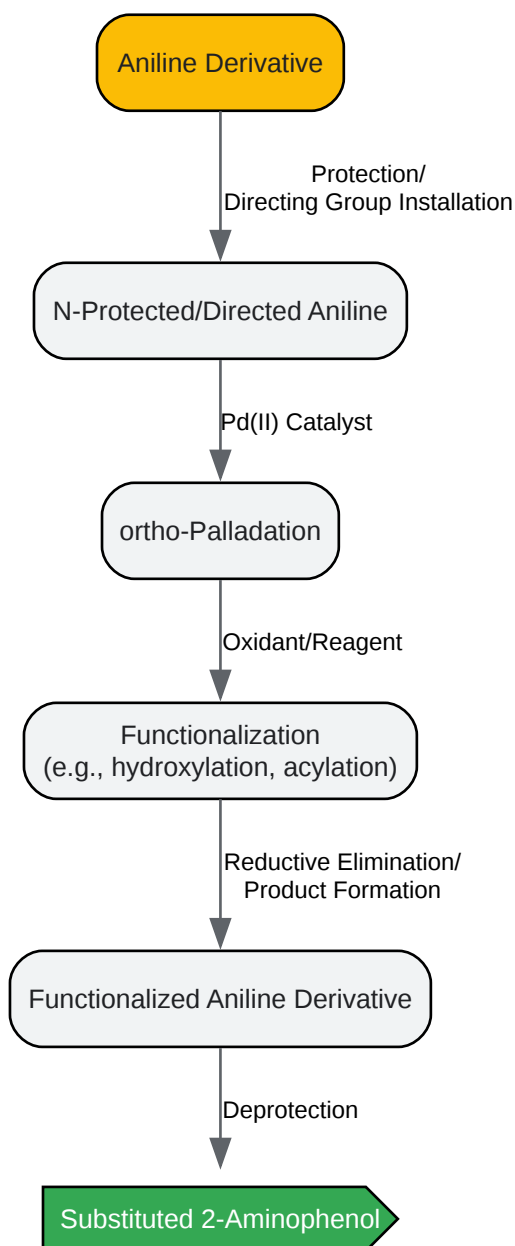 Aniline Derivative
Protection/
Directing Group Installation
N-Protected/Directed Aniline
Pd(II) Catalyst
ortho-Palladation
Oxidant/Reagent
Functionalization
(e.g., hydroxylation, acylation)
Reductive Elimination/
Product Formation
Functionalized Aniline Derivative
Deprotection
Substituted 2-Aminophenol